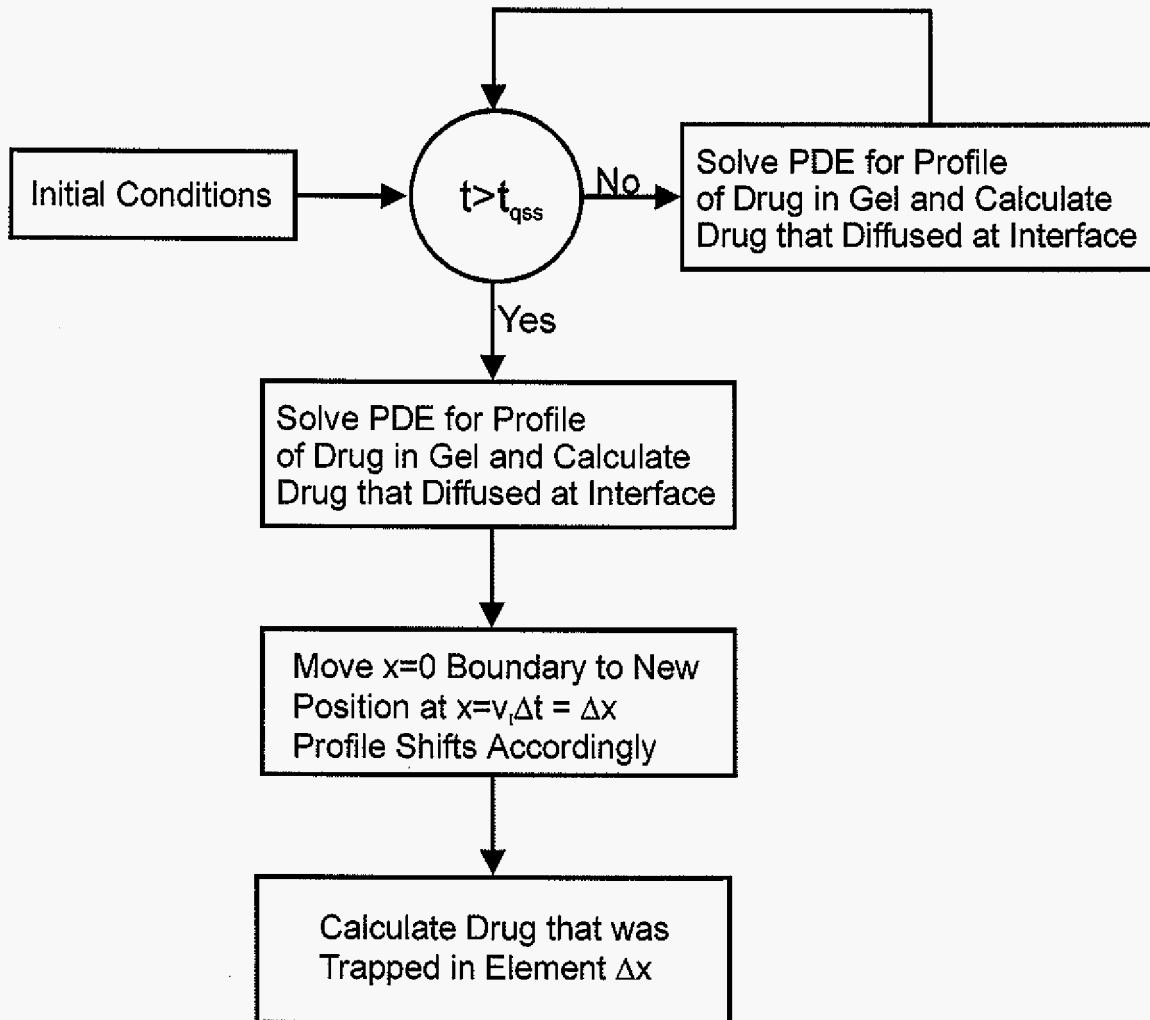 Initial Conditions
t>t_qss
No
Solve PDE for Profile
of Drug in Gel and Calculate
Drug that Diffused at Interface
Yes
Solve PDE for Profile
of Drug in Gel and Calculate
Drug that Diffused at Interface
Move x=0 Boundary to New
Position at x=v_ιΔt = Δx
Profile Shifts Accordingly
Calculate Drug that was
Trapped in Element Δx